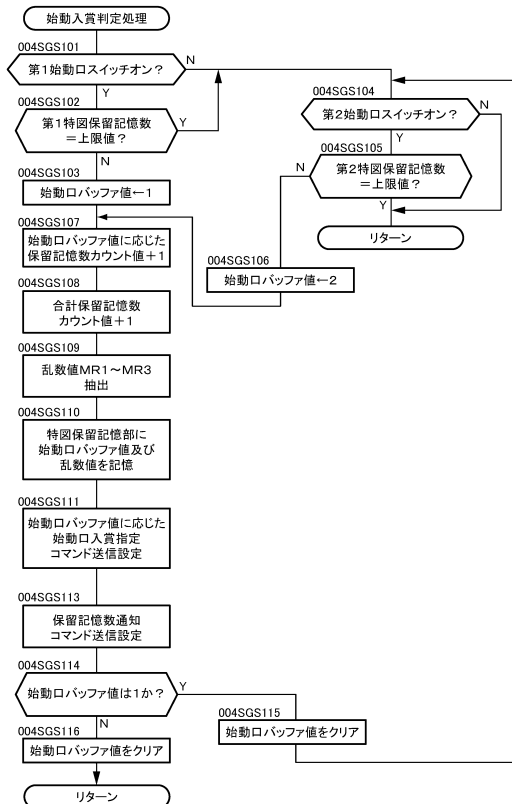 始動入賞判定処理
004SGS101
第1始動口スイッチオン?
N
Y
004SGS102
第1特図保留記憶数
=上限値?
Y
N
004SGS103
始動口バッファ値←1
004SGS104
第2始動口スイッチオン?
N
Y
004SGS105
第2特図保留記憶数
=上限値?
N
Y
リターン
004SGS106
始動口バッファ値←2
004SGS107
始動口バッファ値に応じた
保留記憶数カウント値+1
004SGS108
合計保留記憶数
カウント値+1
004SGS109
乱数値MR1~MR3
抽出
004SGS110
特図保留記憶部に
始動口バッファ値及び
乱数値を記憶
004SGS111
始動口バッファ値に応じた
始動口入賞指定
コマンド送信設定
004SGS113
保留記憶数通知
コマンド送信設定
004SGS114
始動口バッファ値は1か?
Y
N
004SGS115
始動口バッファ値をクリア
004SGS116
始動口バッファ値をクリア
リターン